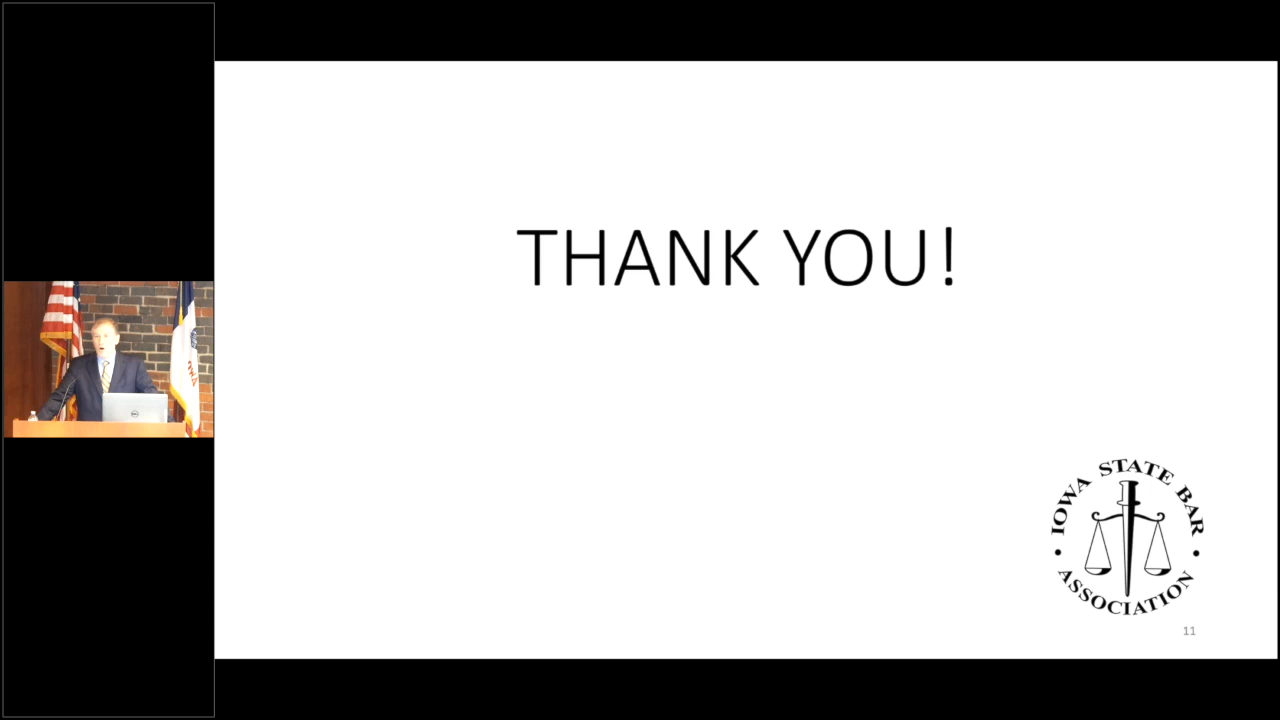 THANK YOU!
• IOWA STATE BAR •
ASSOCIATION
11